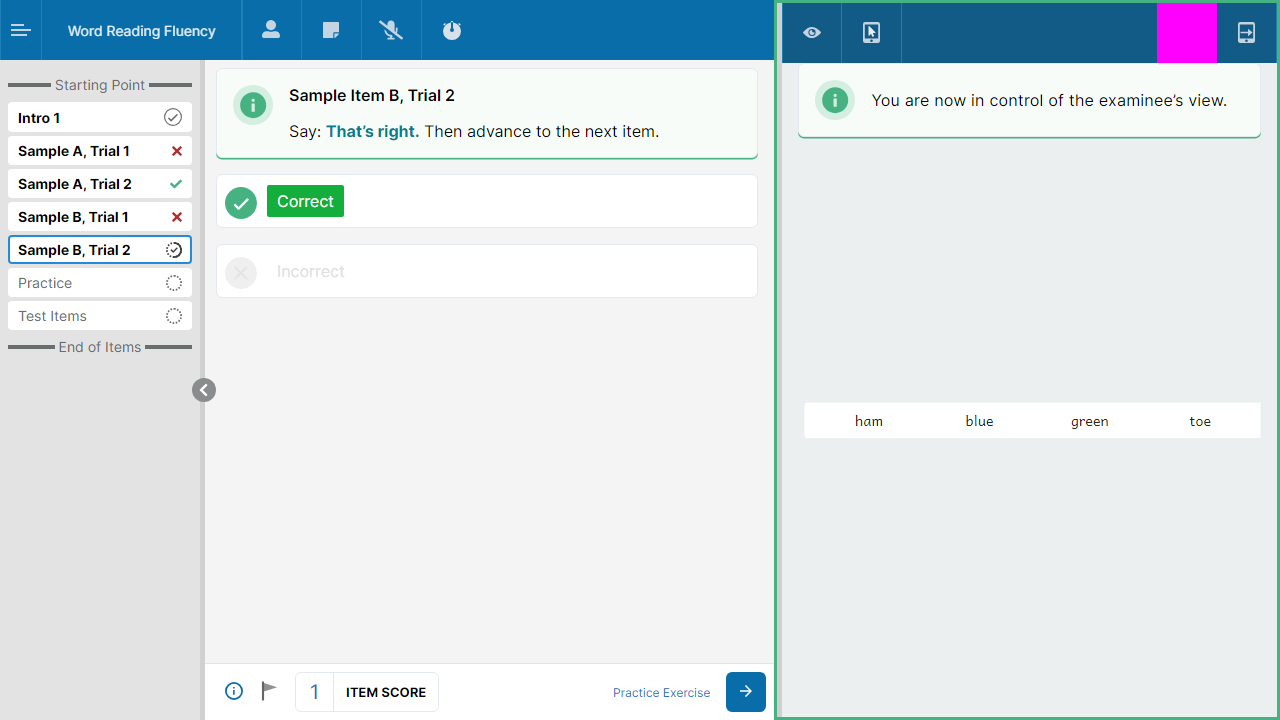 Word Reading Fluency
Starting Point
Intro 1
Sample A, Trial 1
Sample A, Trial 2
Sample B, Trial 1
Sample B, Trial 2
Practice
Test Items
End of Items
Sample Item B, Trial 2
Say: That’s right. Then advance to the next item.
Correct
Incorrect
1 ITEM SCORE
Practice Exercise
You are now in control of the examinee’s view.
ham blue green toe